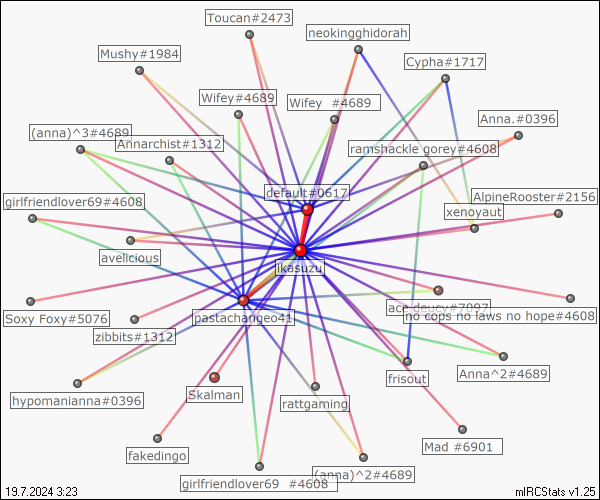 Toucan#2473
neokingghidorah
Mushy#1984
Cypha#1717
Wifey#4689
Wifey  #4689
Anna.#0396
(anna)^3#4689
Annarchist#1312
ramshackle gorey#4608
default#0617
girlfriendlover69#4608
AlpineRooster#2156
xenoyaut
avelicious
jikasuzu
Soxy Foxy#5076
pastachangeo41
ace deucy#7097
no cops no laws no hope#4608
zibbits#1312
Anna^2#4689
frisout
hypomanianna#0396
Skalman
rattgaming
fakedingo
Mad #6901
(anna)^2#4689
girlfriendlover69  #4608
19.7.2024 3:23
mIRCStats v1.25